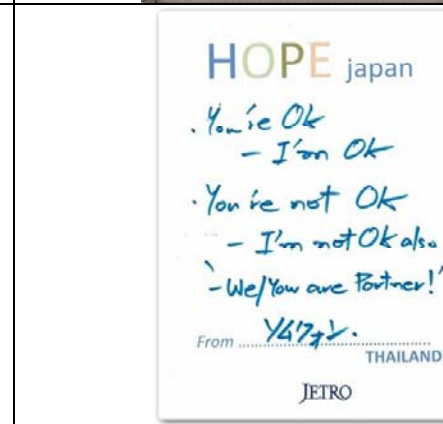 HOPE japan
・You're Ok
- I'm Ok
・You're not Ok
- I'm not Ok also
- We/You are Partner!
From
THAILAND
JETRO